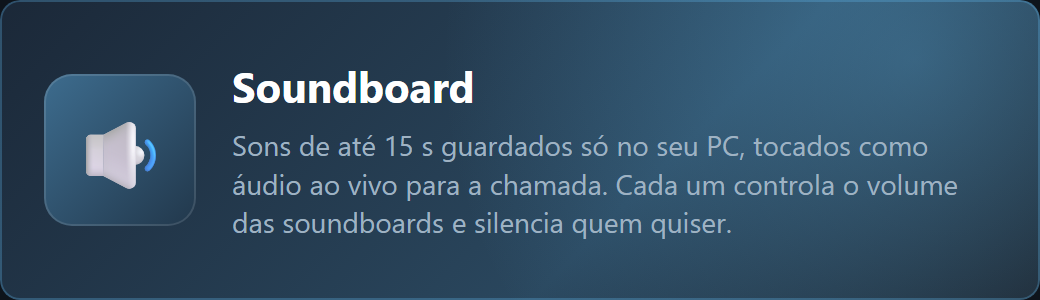 Soundboard
Sons de até 15 s guardados só no seu PC, tocados como
áudio ao vivo para a chamada. Cada um controla o volume
das soundboards e silencia quem quiser.